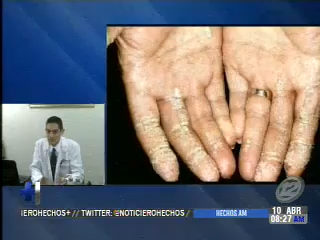 10 ABR
IEROHECHOS+ // TWITTER: @NOTICIEROHECHOS / HECHOS AM 08:27 AM